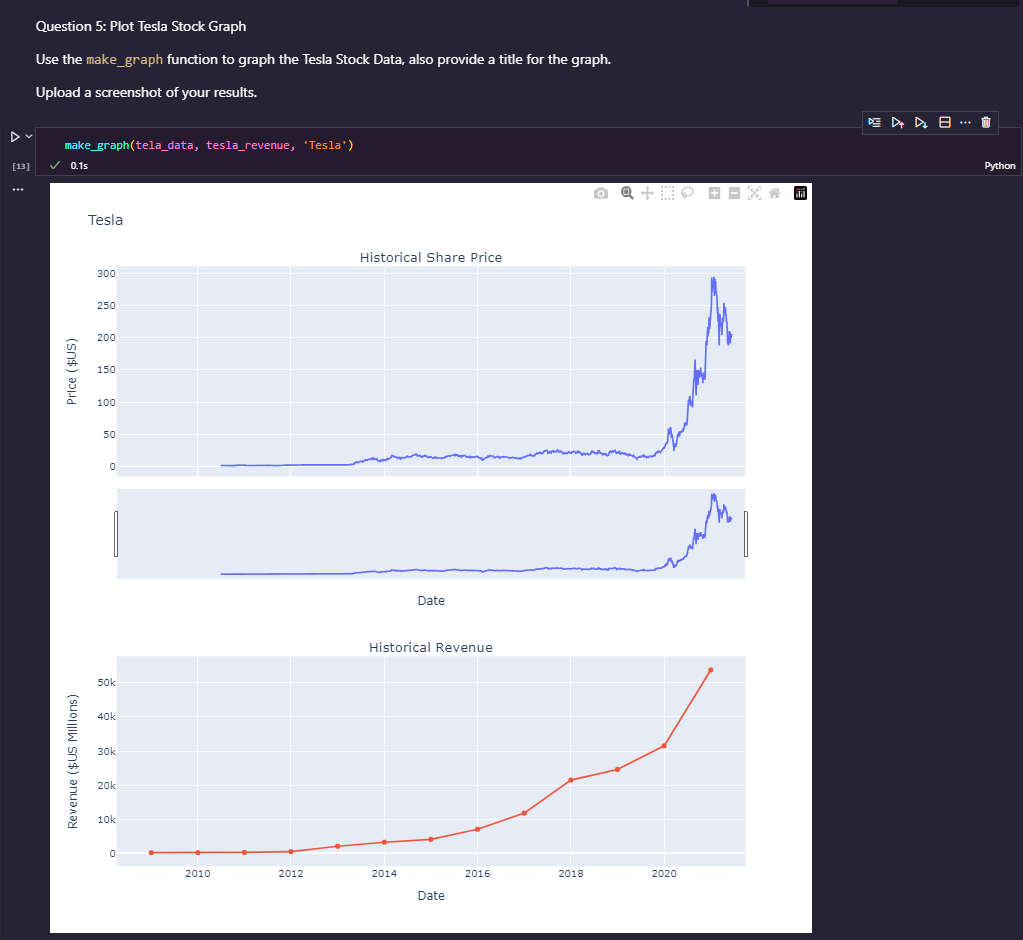 Question 5: Plot Tesla Stock Graph
Use the make_graph function to graph the Tesla Stock Data, also provide a title for the graph.
Upload a screenshot of your results.
make_graph(tela_data, tesla_revenue, 'Tesla')
[13]
0.1s
Python
Tesla
Historical Share Price
300
250
200
150
100
50
0
Price ($US)
Date
Historical Revenue
50k
40k
30k
20k
10k
0
Revenue ($US Millions)
2010 2012 2014 2016 2018 2020
Date